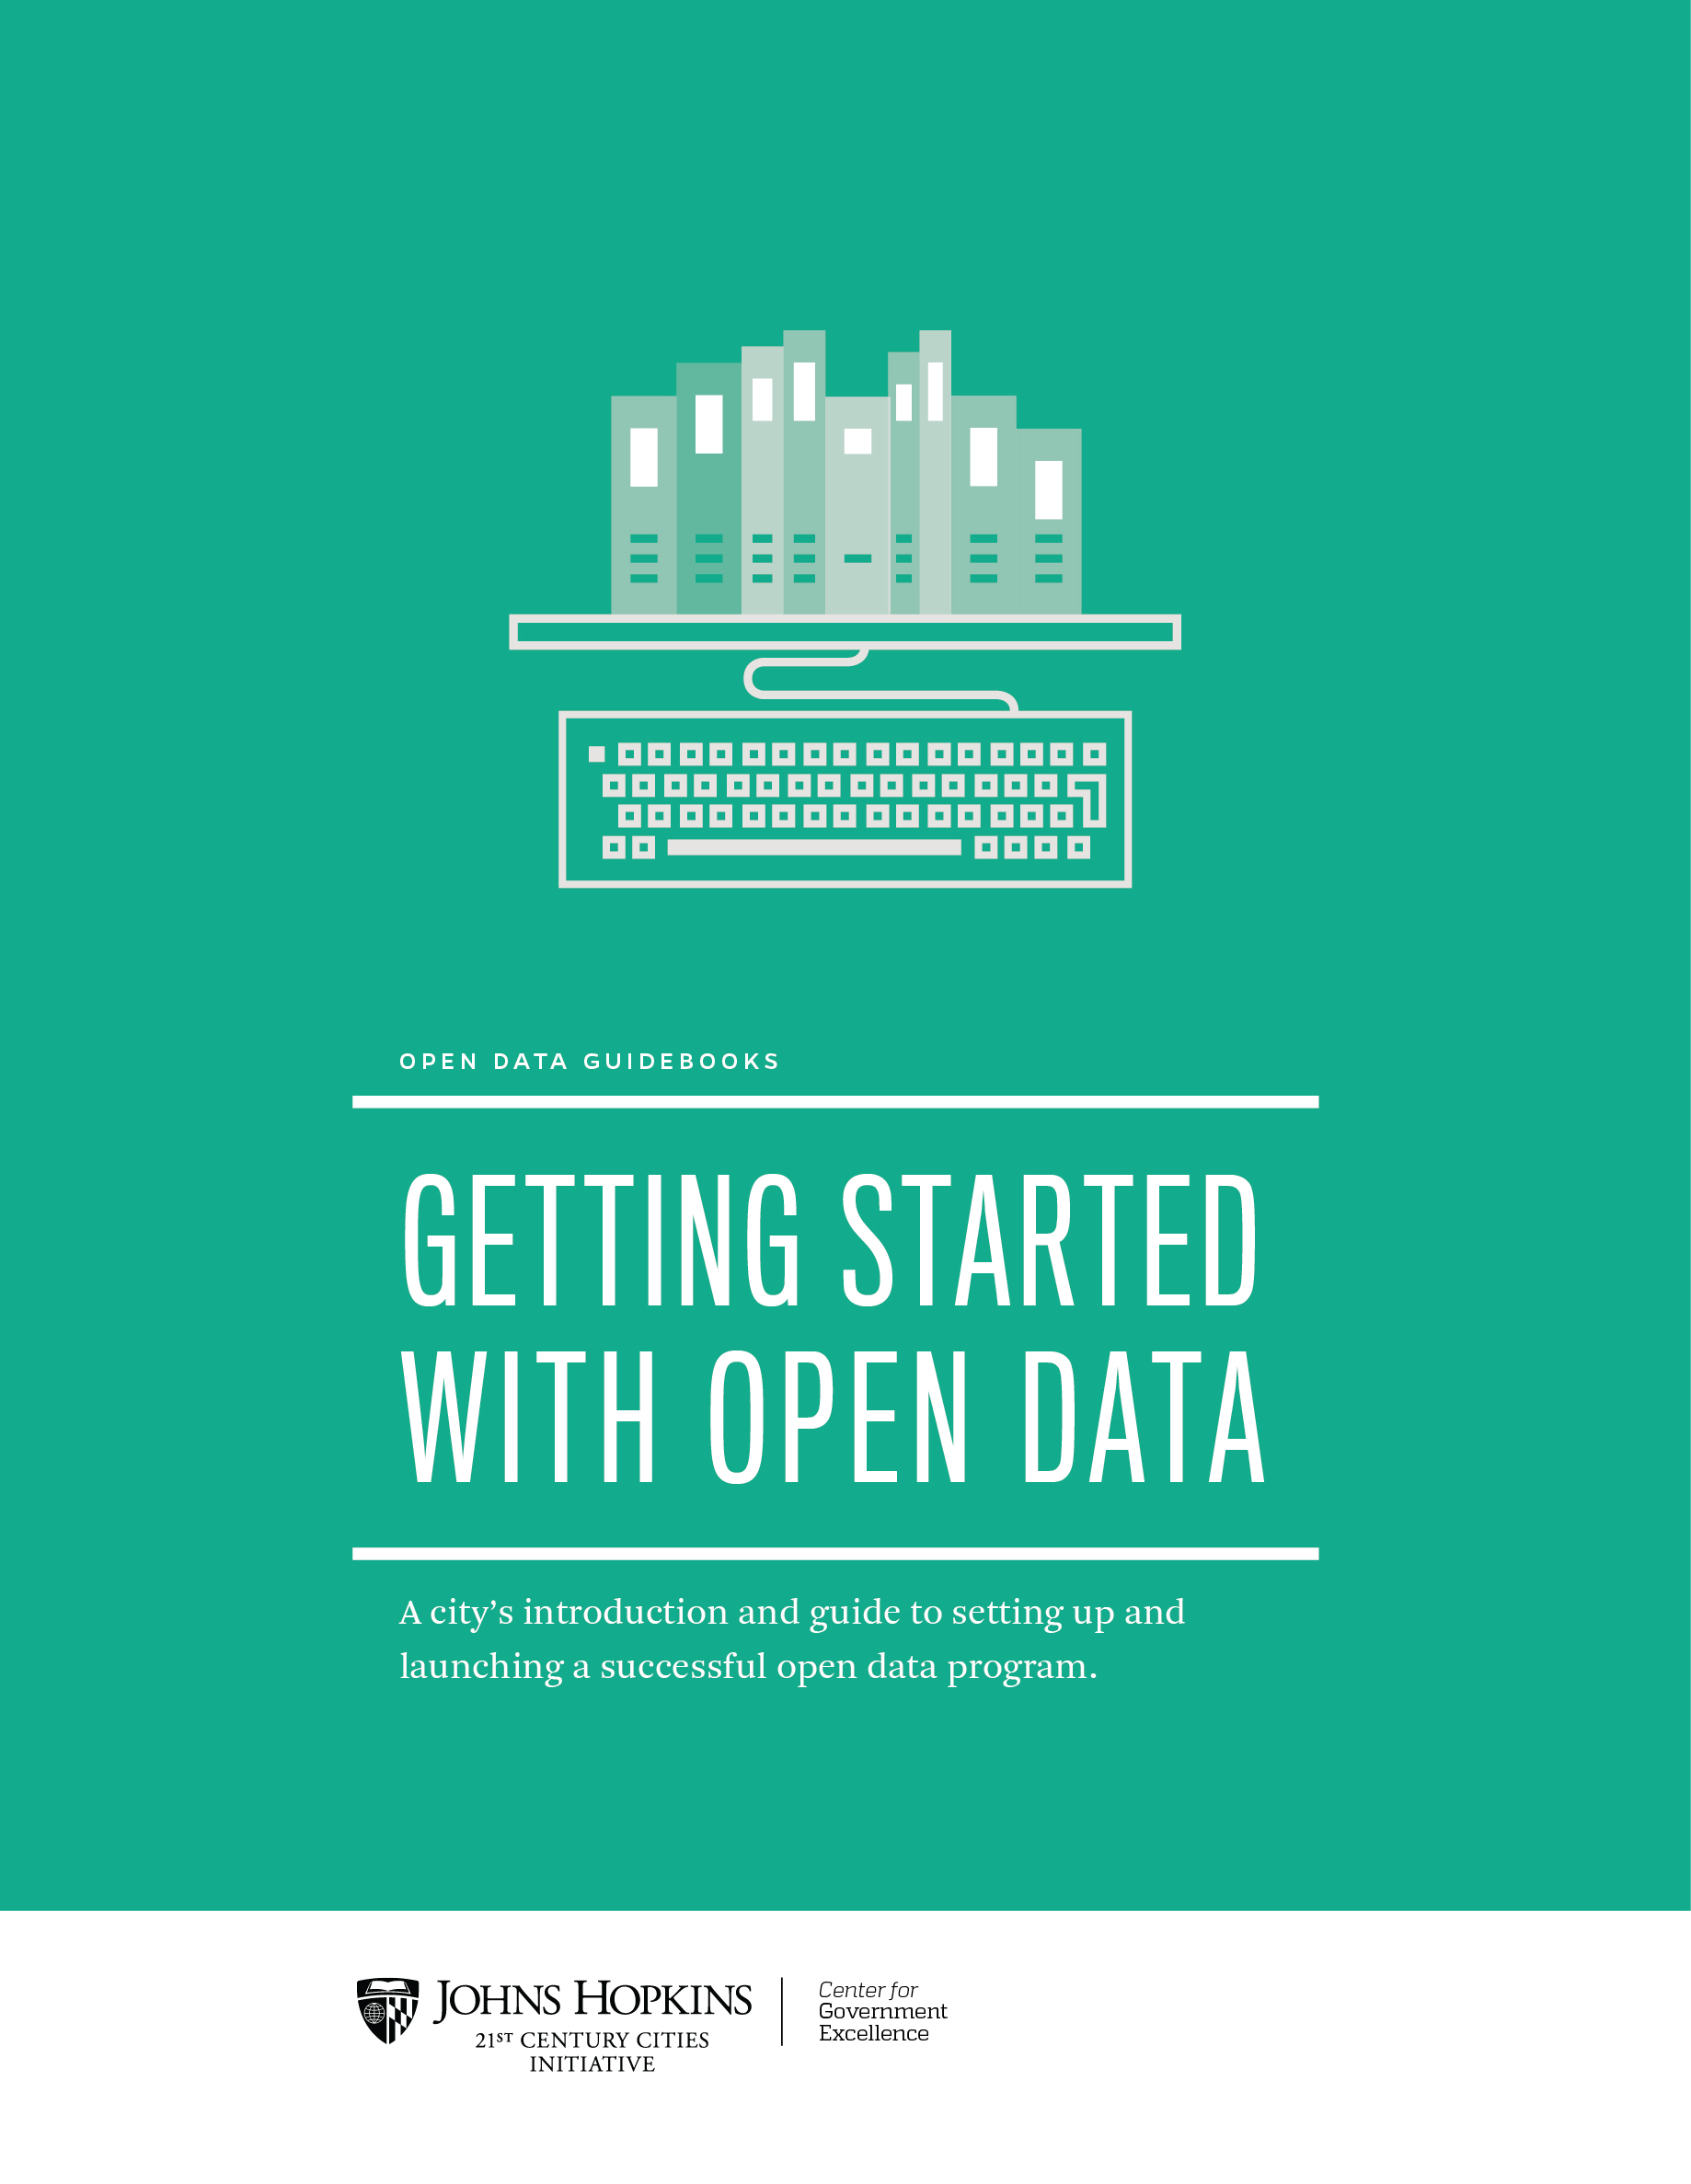 OPEN DATA GUIDEBOOKS
GETTING STARTED
WITH OPEN DATA
A city’s introduction and guide to setting up and
launching a successful open data program.
JOHNS HOPKINS
21ST CENTURY CITIES
INITIATIVE
Center for
Government
Excellence